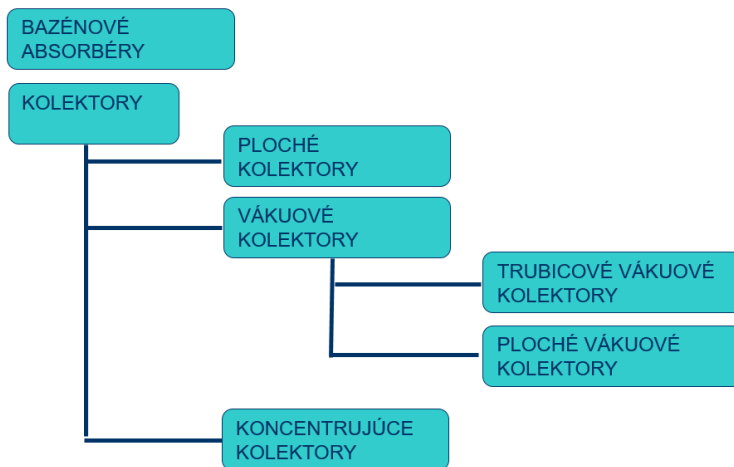 BAZÉNOVÉ
ABSORBÉRY
KOLEKTORY
PLOCHÉ
KOLEKTORY
VÁKUOVÉ
KOLEKTORY
TRUBICOVÉ VÁKUOVÉ
KOLEKTORY
PLOCHÉ VÁKUOVÉ
KOLEKTORY
KONCENTRUJÚCE
KOLEKTORY